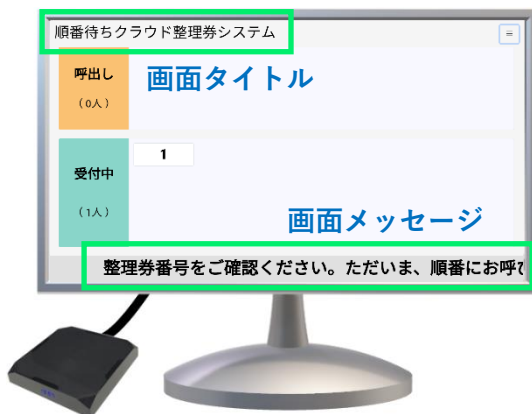 順番待ちクラウド整理券システム
≡
呼出し
(0人)
画面タイトル
受付中
(1人)
1
画面メッセージ
整理券番号をご確認ください。ただいま、順番にお呼び